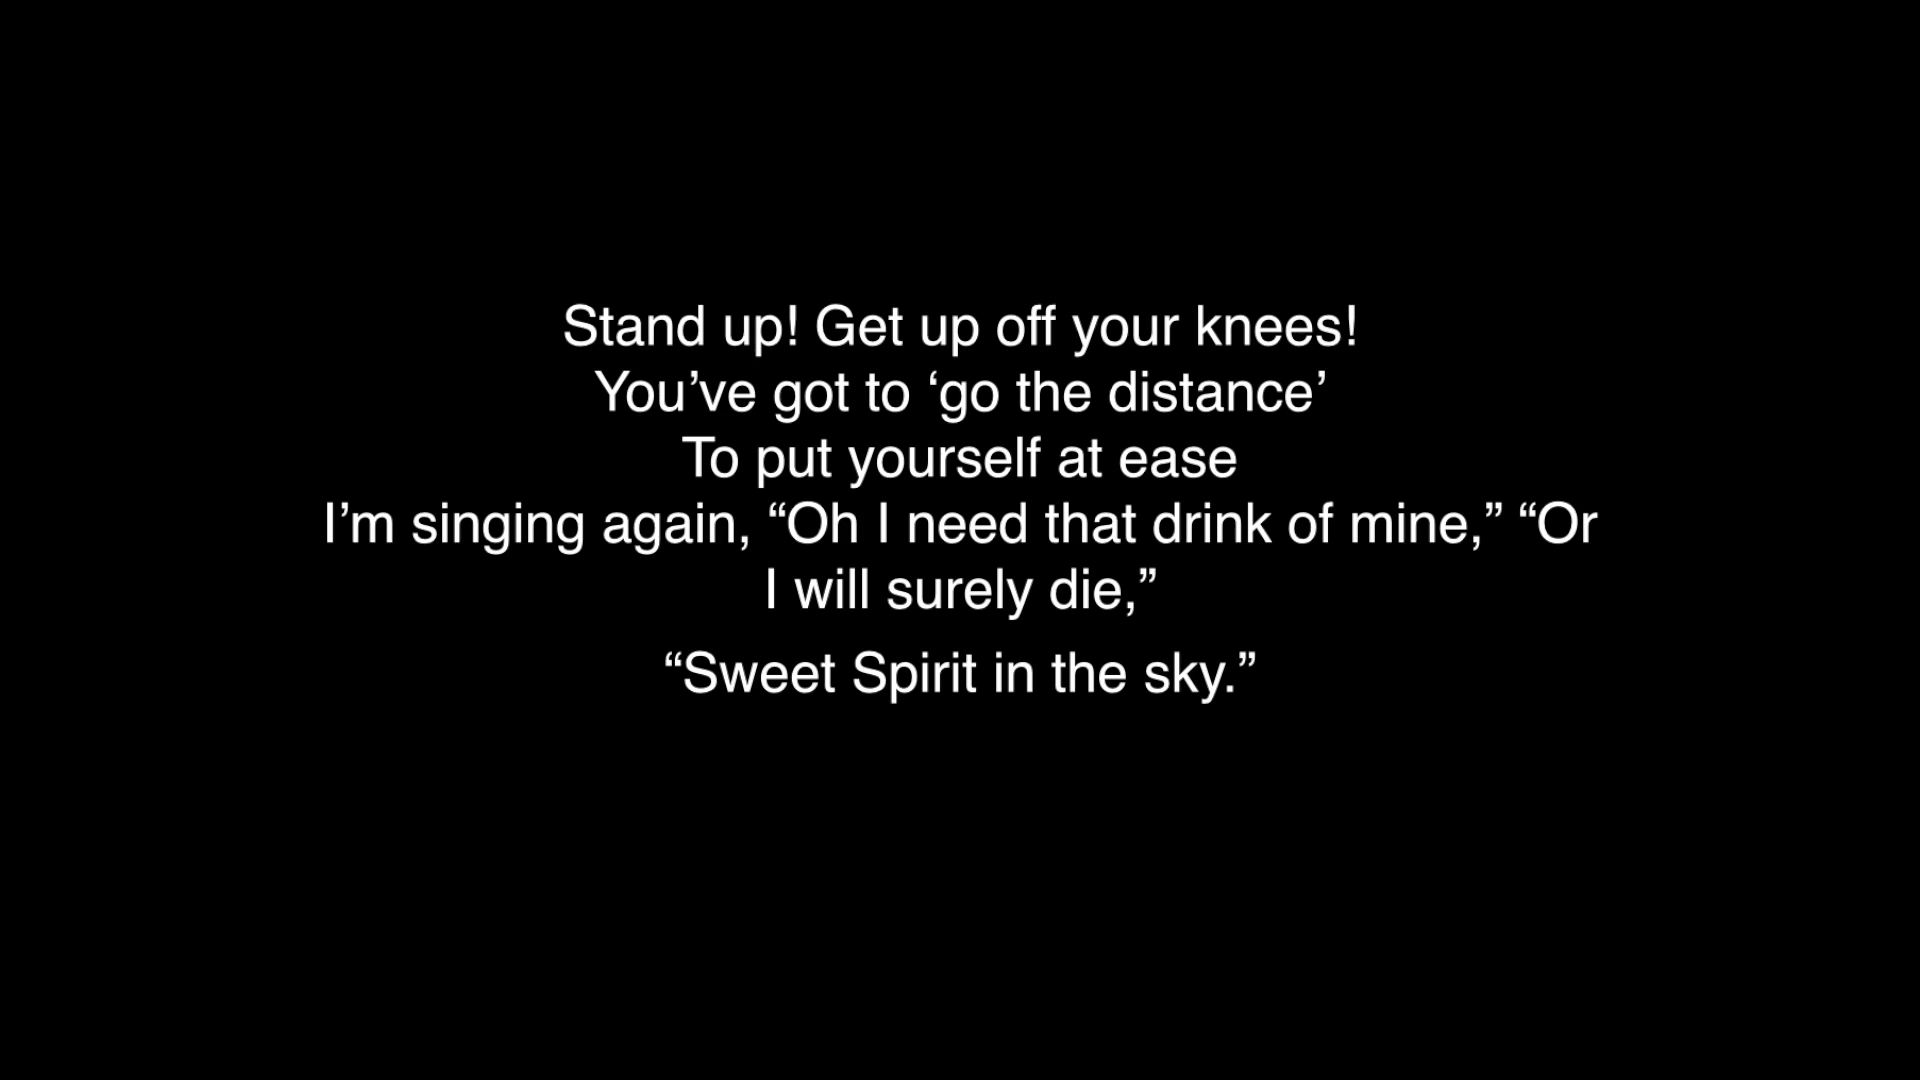 Stand up! Get up off your knees!
You’ve got to ‘go the distance’
To put yourself at ease
I’m singing again, “Oh I need that drink of mine,” “Or
I will surely die,”
“Sweet Spirit in the sky.”